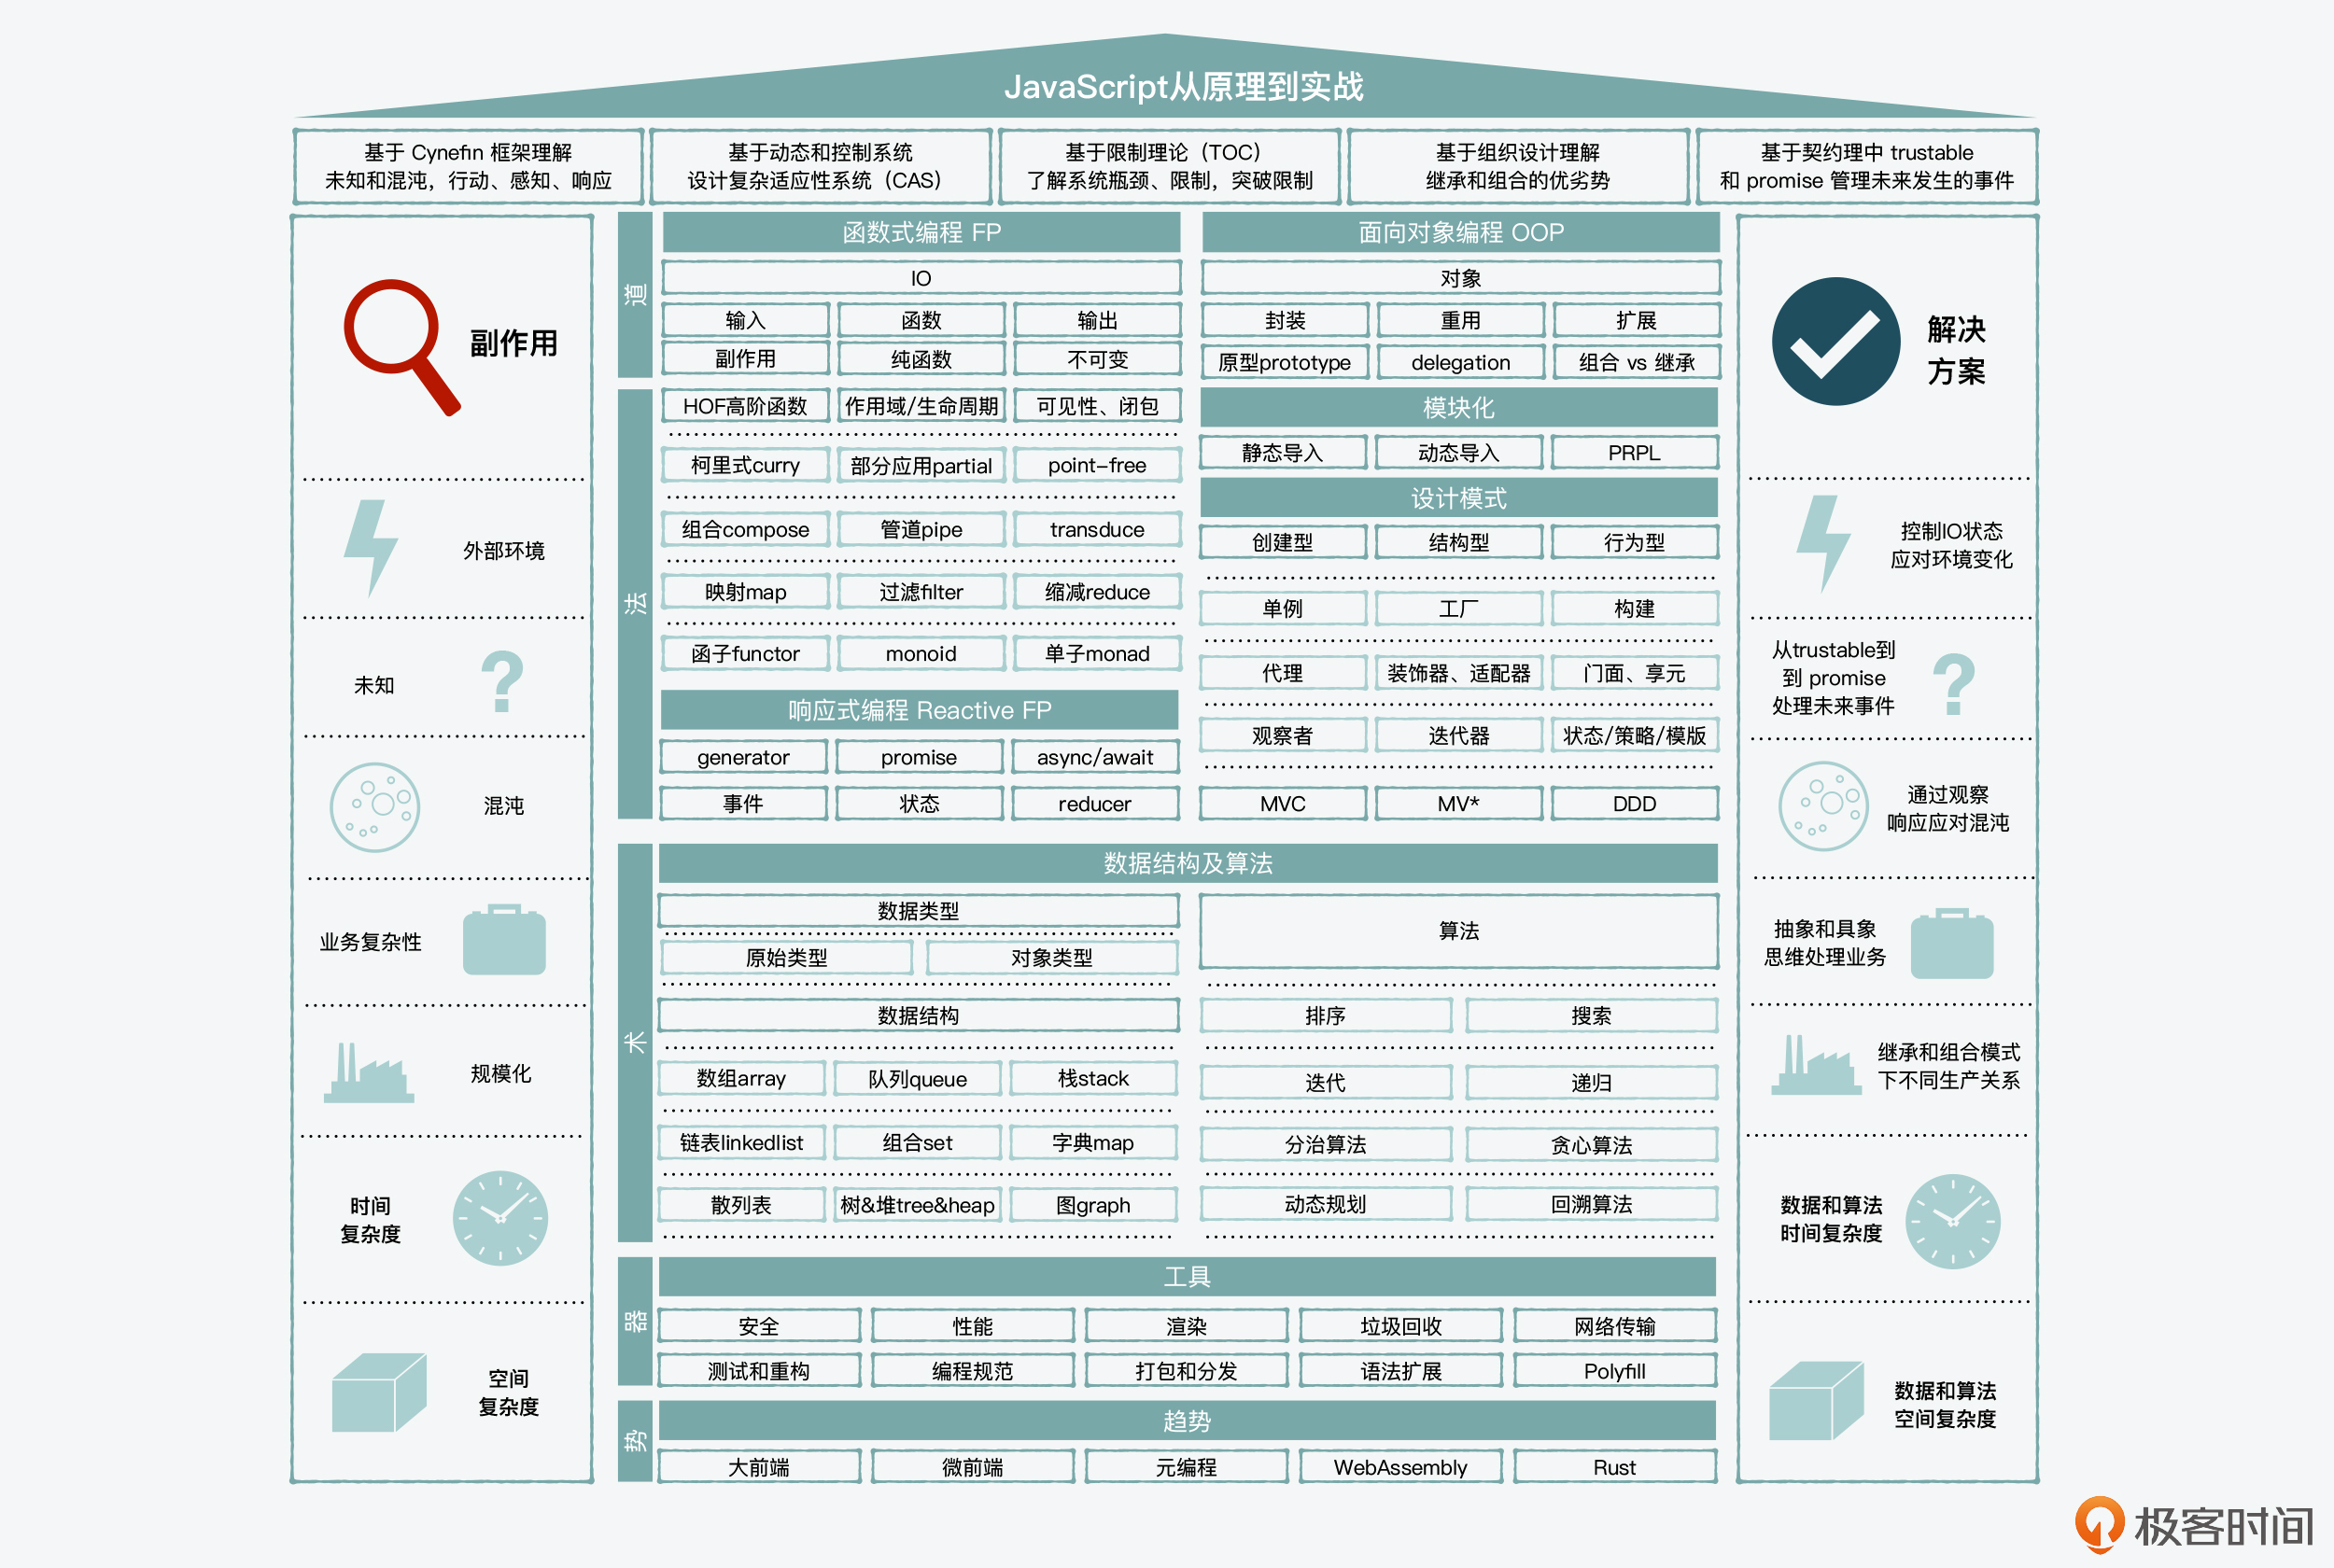 JavaScript从原理到实战
基于 Cynefin 框架理解
未知和混沌，行动、感知、响应
基于动态和控制系统
设计复杂适应性系统（CAS）
基于限制理论（TOC）
了解系统瓶颈、限制，突破限制
基于组织设计理解
继承和组合的优劣势
基于契约理中 trustable
和 promise 管理未来发生的事件
副作用
外部环境
未知
?
混沌
业务复杂性
规模化
时间
复杂度
空间
复杂度
道
函数式编程 FP
IO
输入
函数
输出
副作用
纯函数
不可变
面向对象编程 OOP
对象
封装
重用
扩展
原型prototype
delegation
组合 vs 继承
法
HOF高阶函数
作用域/生命周期
可见性、闭包
柯里式curry
部分应用partial
point-free
组合compose
管道pipe
transduce
映射map
过滤filter
缩减reduce
函子functor
monoid
单子monad
响应式编程 Reactive FP
generator
promise
async/await
事件
状态
reducer
模块化
静态导入
动态导入
PRPL
设计模式
创建型
结构型
行为型
单例
工厂
构建
代理
装饰器、适配器
门面、享元
观察者
迭代器
状态/策略/模版
MVC
MV*
DDD
术
数据结构及算法
数据类型
原始类型
对象类型
数据结构
数组array
队列queue
栈stack
链表linkedlist
组合set
字典map
散列表
树&堆tree&heap
图graph
算法
排序
搜索
迭代
递归
分治算法
贪心算法
动态规划
回溯算法
器
工具
安全
性能
渲染
垃圾回收
网络传输
测试和重构
编程规范
打包和分发
语法扩展
Polyfill
势
趋势
大前端
微前端
元编程
WebAssembly
Rust
解决
方案
控制IO状态
应对环境变化
从trustable到
到 promise
处理未来事件
?
通过观察
响应应对混沌
抽象和具象
思维处理业务
继承和组合模式
下不同生产关系
数据和算法
时间复杂度
数据和算法
空间复杂度
极客时间